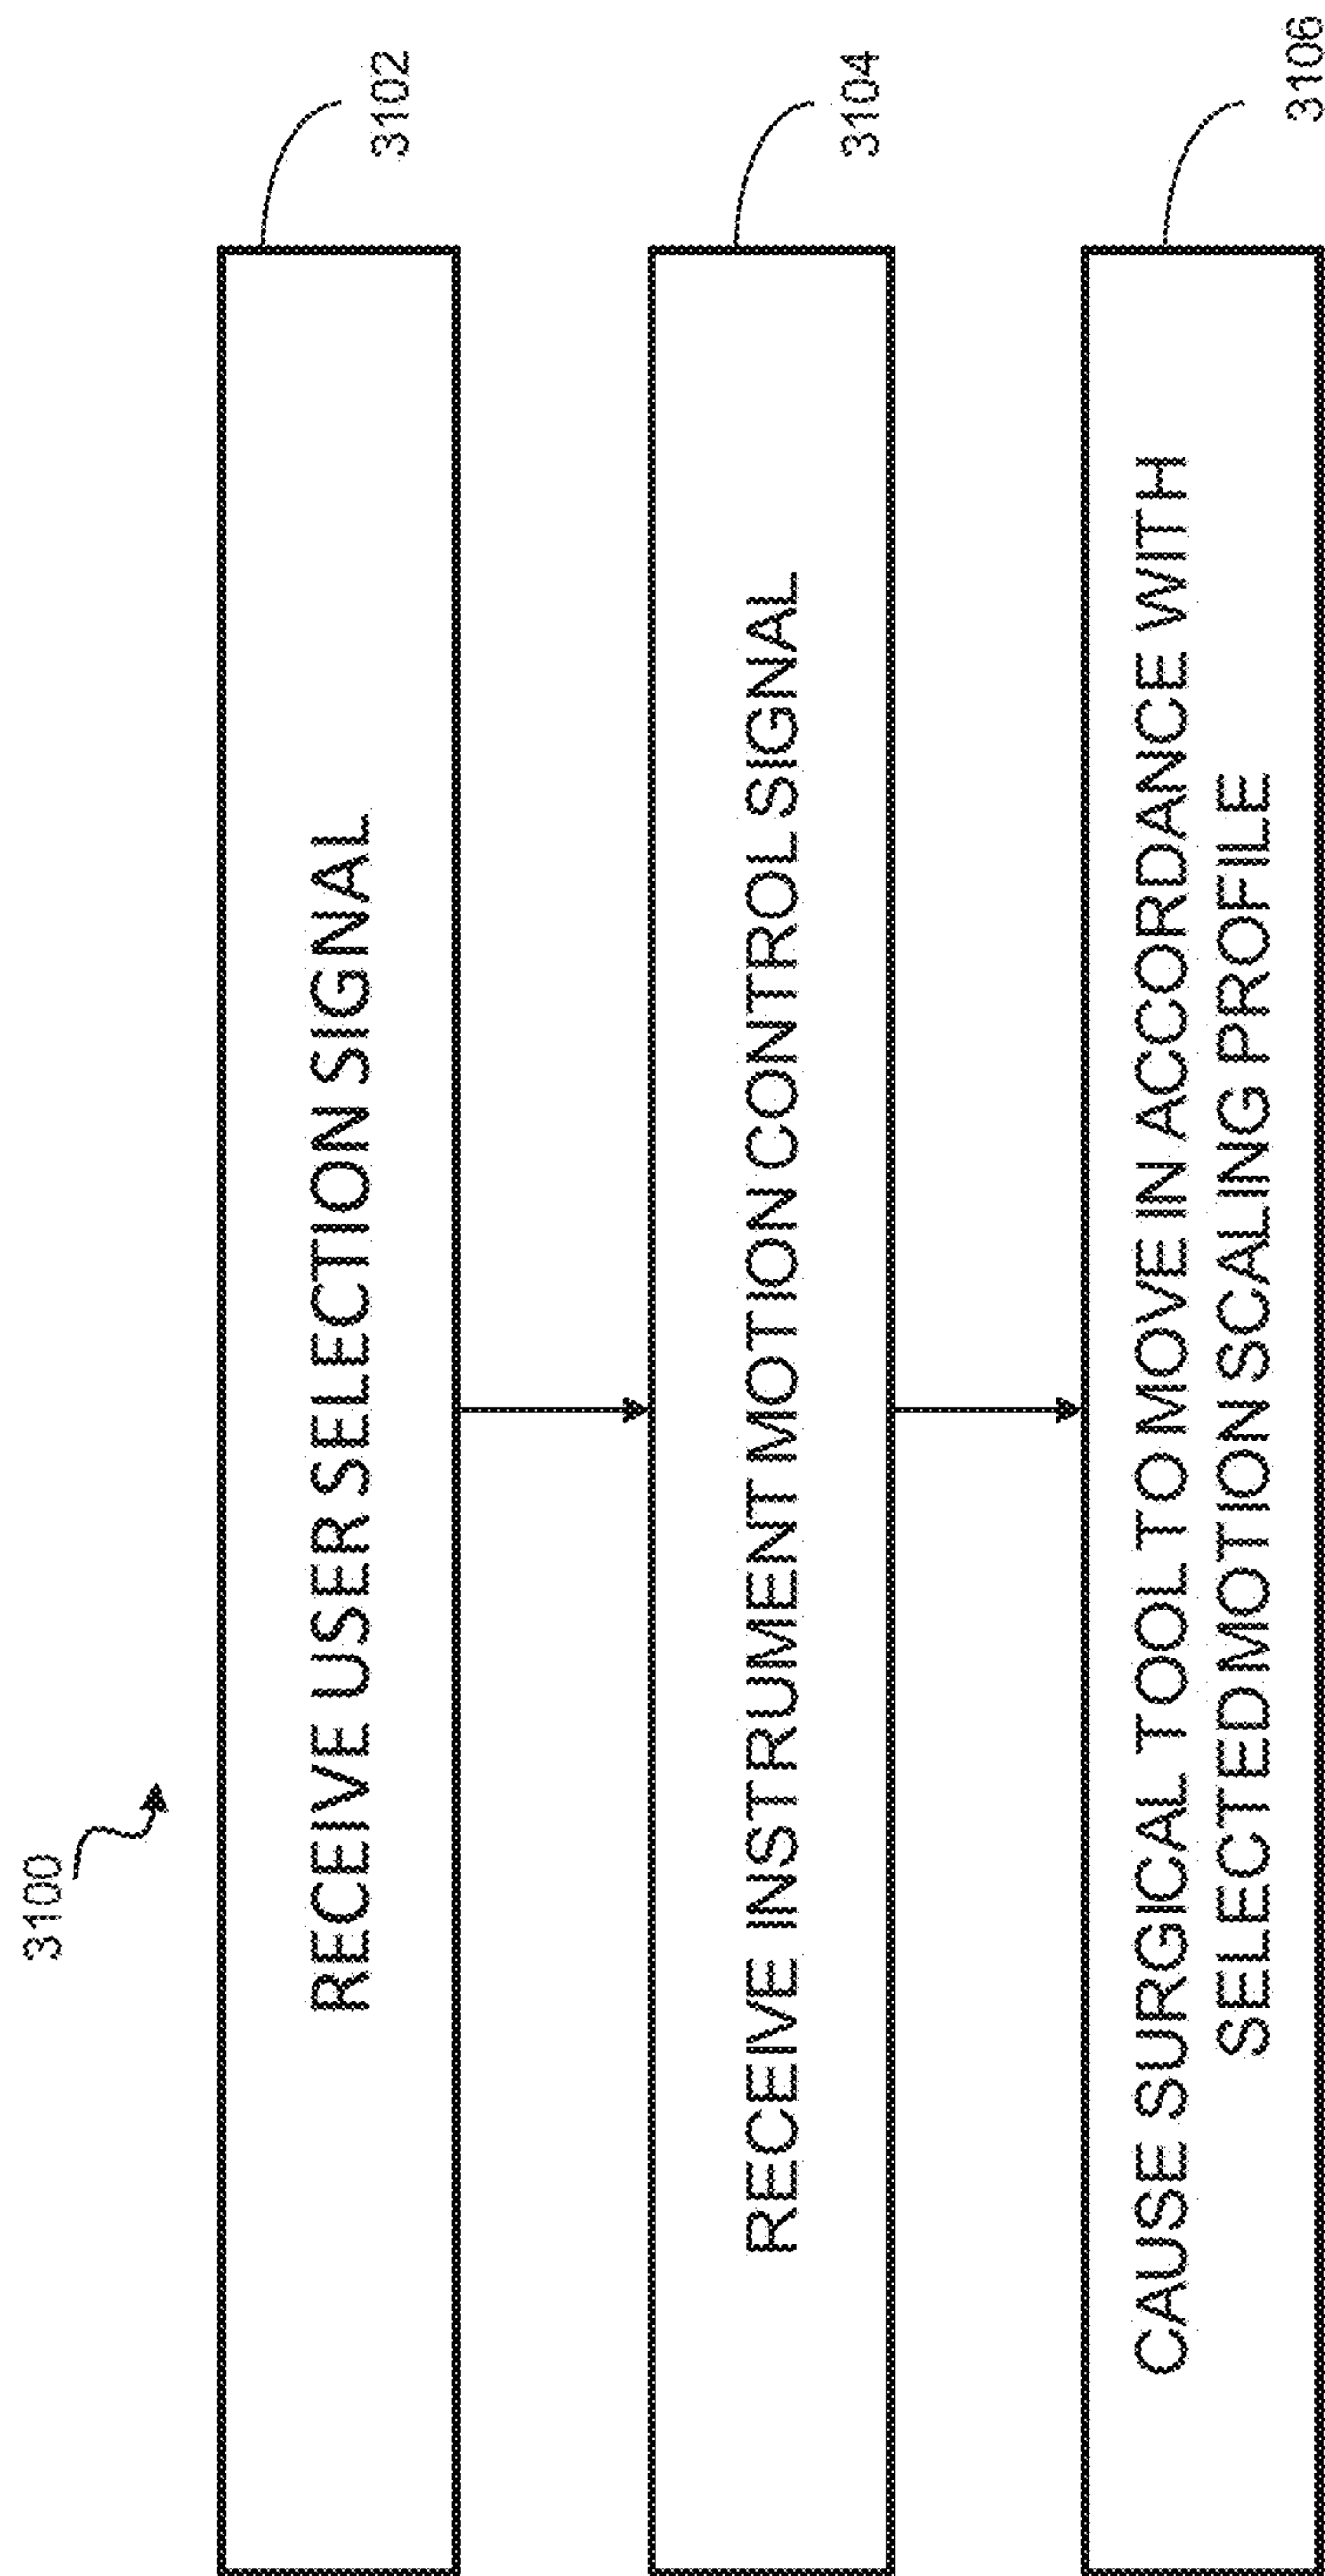 3100
RECEIVE USER SELECTION SIGNAL
3102
RECEIVE INSTRUMENT MOTION CONTROL SIGNAL
3104
CAUSE SURGICAL TOOL TO MOVE IN ACCORDANCE WITH
SELECTED MOTION SCALING PROFILE
3106